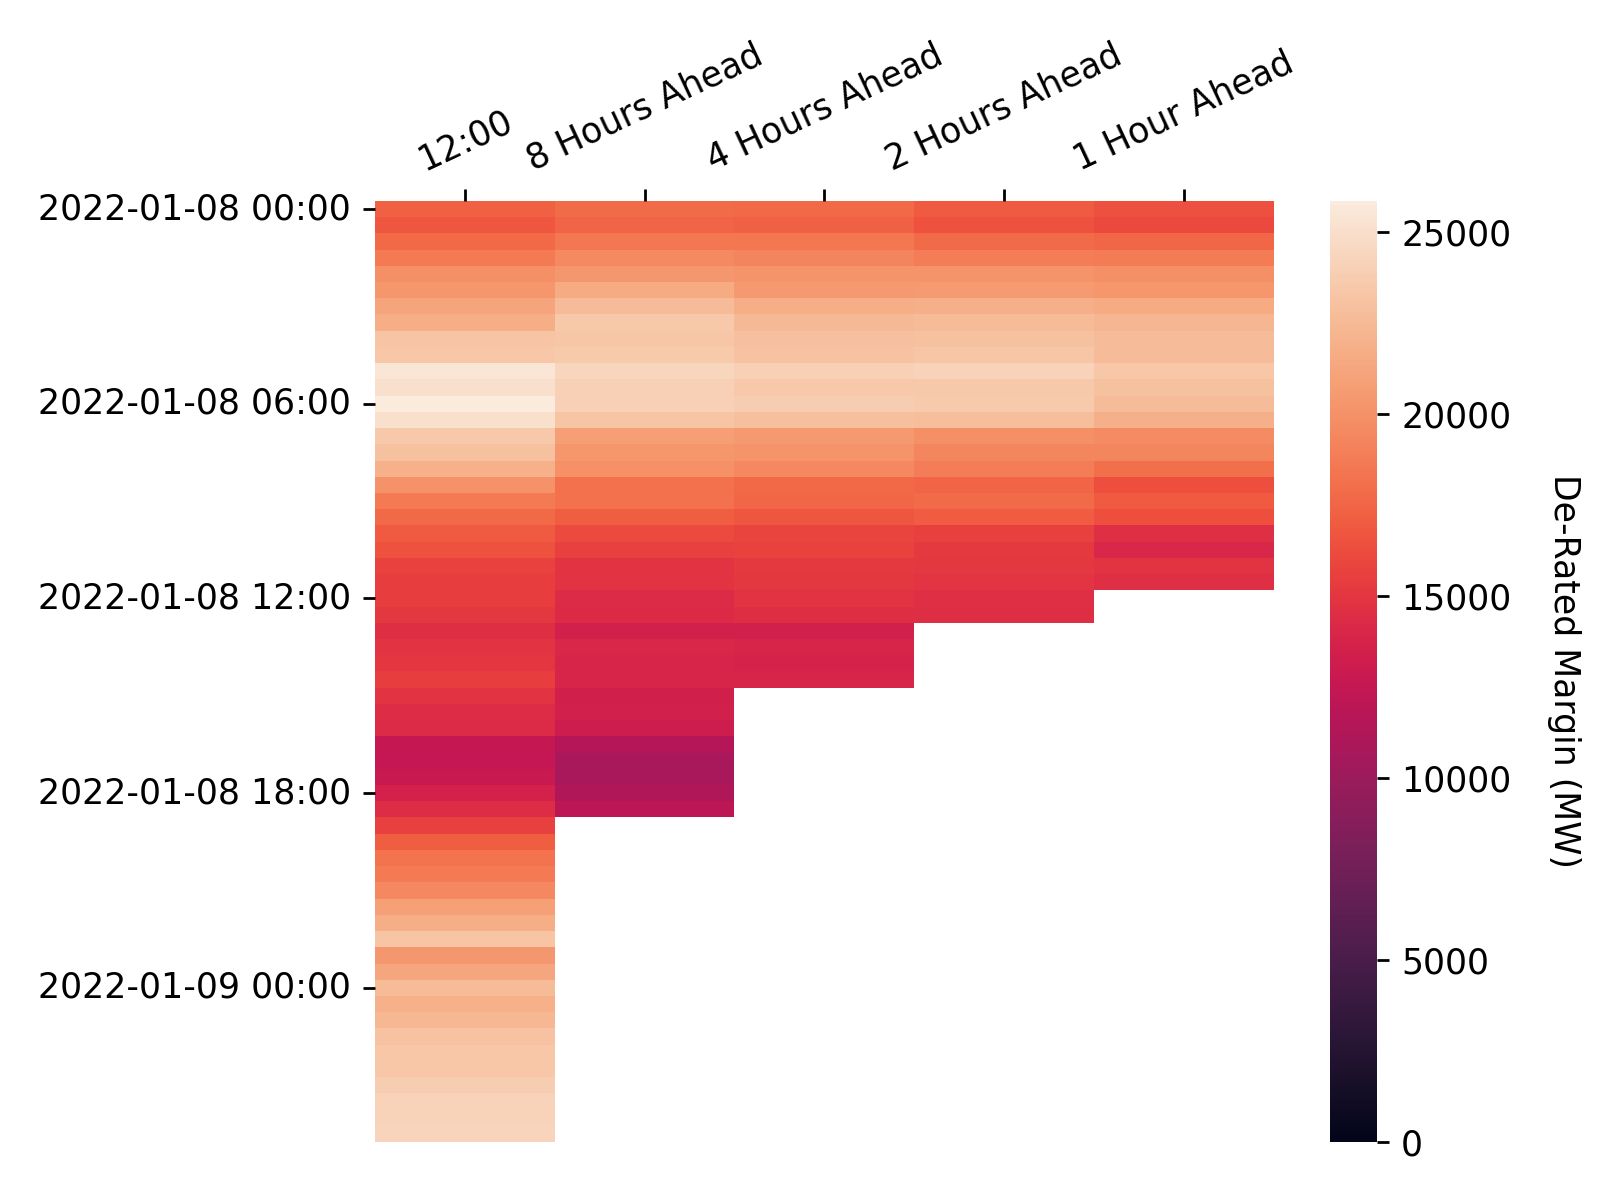 12:00
8 Hours Ahead
4 Hours Ahead
2 Hours Ahead
1 Hour Ahead
2022-01-08 00:00
2022-01-08 06:00
2022-01-08 12:00
2022-01-08 18:00
2022-01-09 00:00
25000
20000
15000
10000
5000
0
De-Rated Margin (MW)